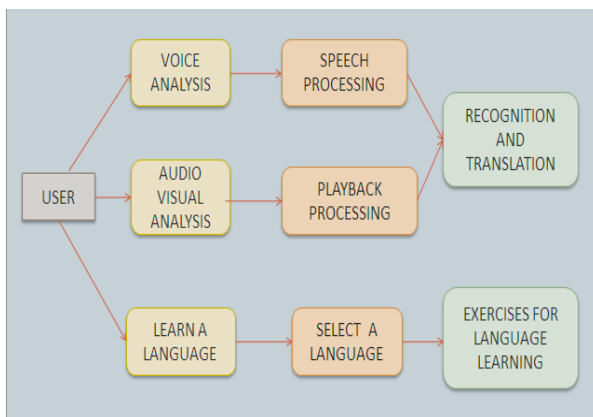 VOICE
ANALYSIS
SPEECH
PROCESSING
RECOGNITION
AND
TRANSLATION
USER
AUDIO
VISUAL
ANALYSIS
PLAYBACK
PROCESSING
LEARN A
LANGUAGE
SELECT A
LANGUAGE
EXERCISES FOR
LANGUAGE
LEARNING